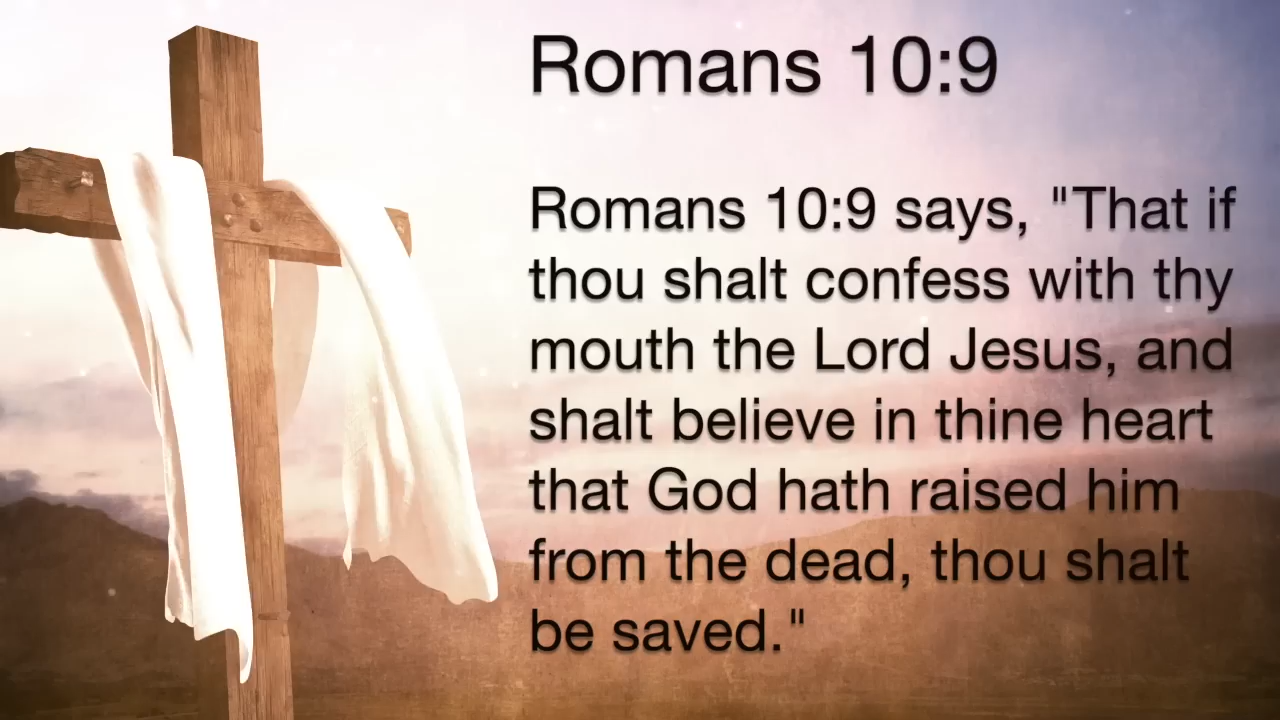 Romans 10:9
Romans 10:9 says, "That if
thou shalt confess with thy
mouth the Lord Jesus, and
shalt believe in thine heart
that God hath raised him
from the dead, thou shalt
be saved."